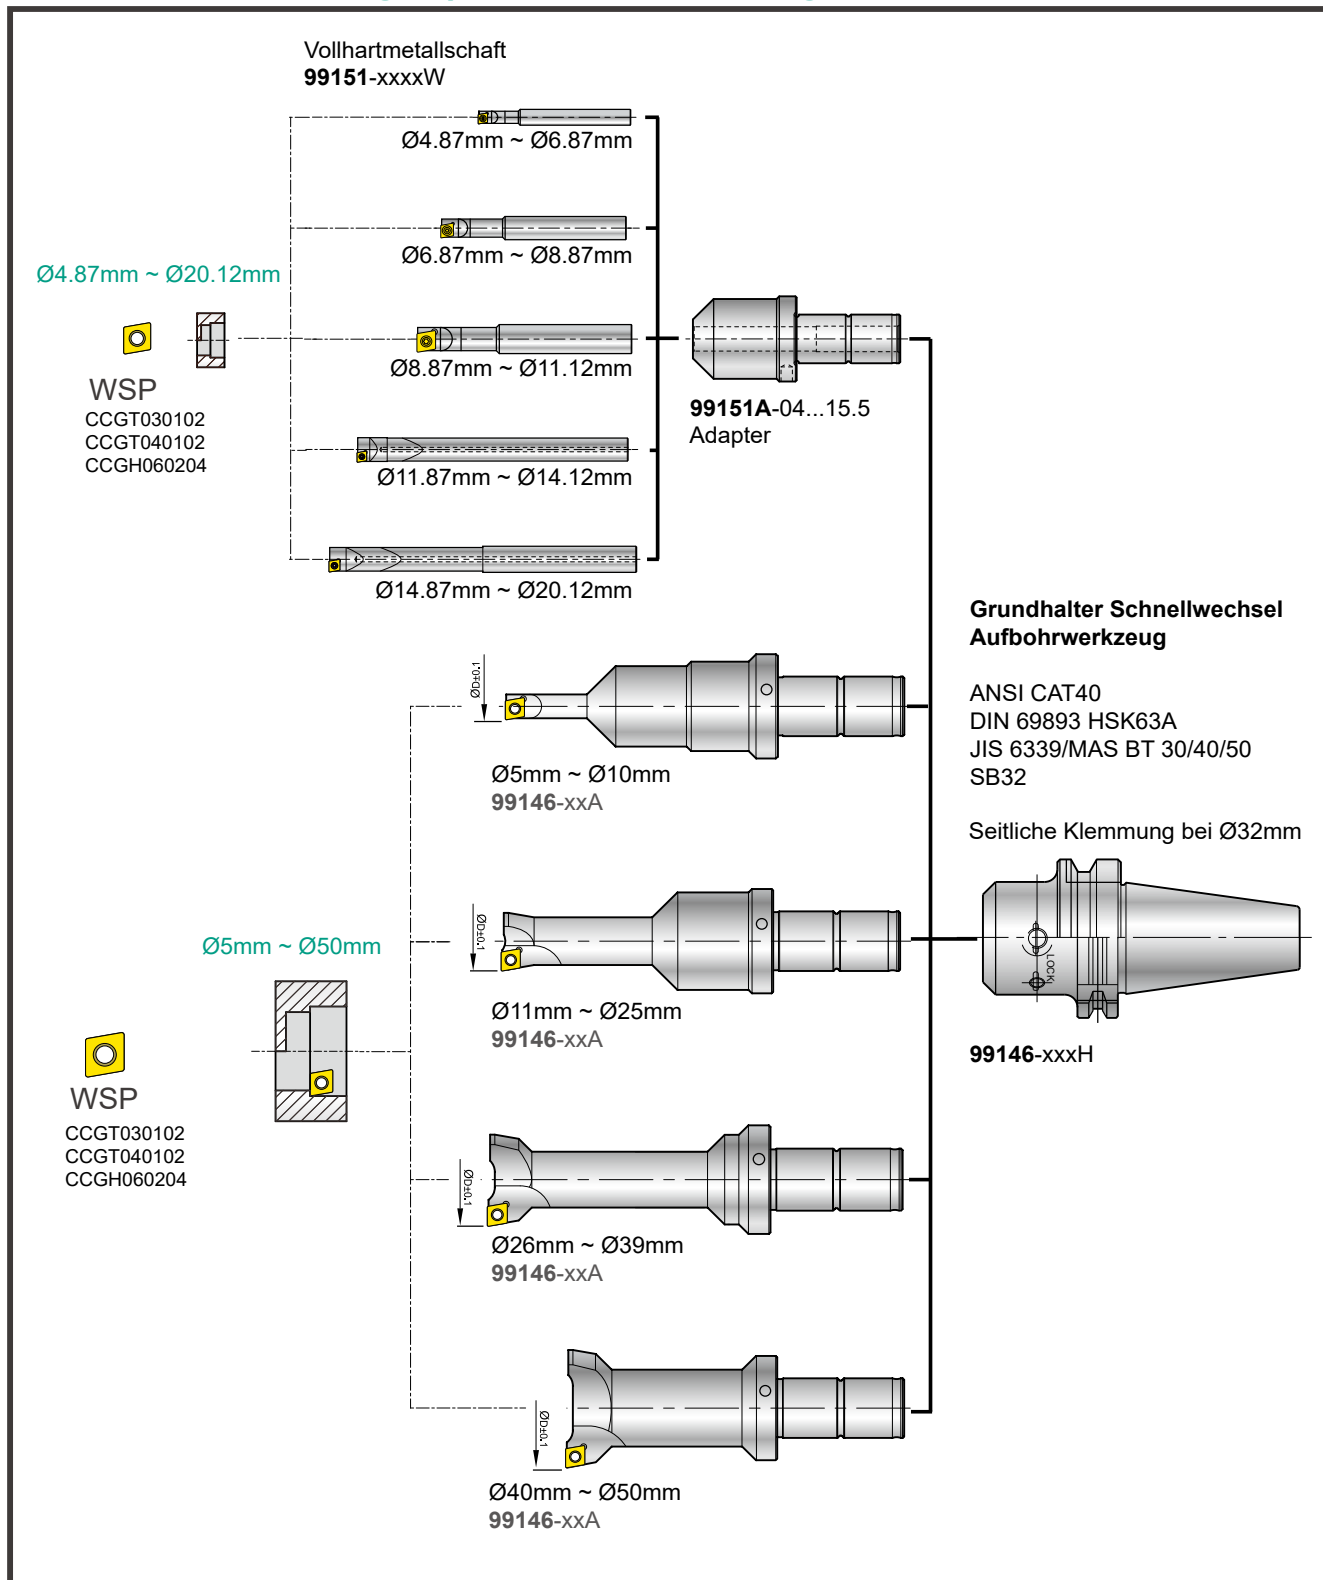 Vollhartmetallschaft
99151-xxxxW
Ø4.87mm ~ Ø6.87mm
Ø6.87mm ~ Ø8.87mm
Ø4.87mm ~ Ø20.12mm
Ø8.87mm ~ Ø11.12mm
WSP
CCGT030102
CCGT040102
CCGH060204
99151A-04...15.5
Adapter
Ø11.87mm ~ Ø14.12mm
Ø14.87mm ~ Ø20.12mm
Grundhalter Schnellwechsel
Aufbohrwerkzeug
ANSI CAT40
DIN 69893 HSK63A
JIS 6339/MAS BT 30/40/50
SB32
Seitliche Klemmung bei Ø32mm
LOCK
99146-xxxH
ØD±0.1
Ø5mm ~ Ø10mm
99146-xxA
Ø5mm ~ Ø50mm
ØD±0.1
Ø11mm ~ Ø25mm
99146-xxA
WSP
CCGT030102
CCGT040102
CCGH060204
ØD±0.1
Ø26mm ~ Ø39mm
99146-xxA
ØD±0.1
Ø40mm ~ Ø50mm
99146-xxA